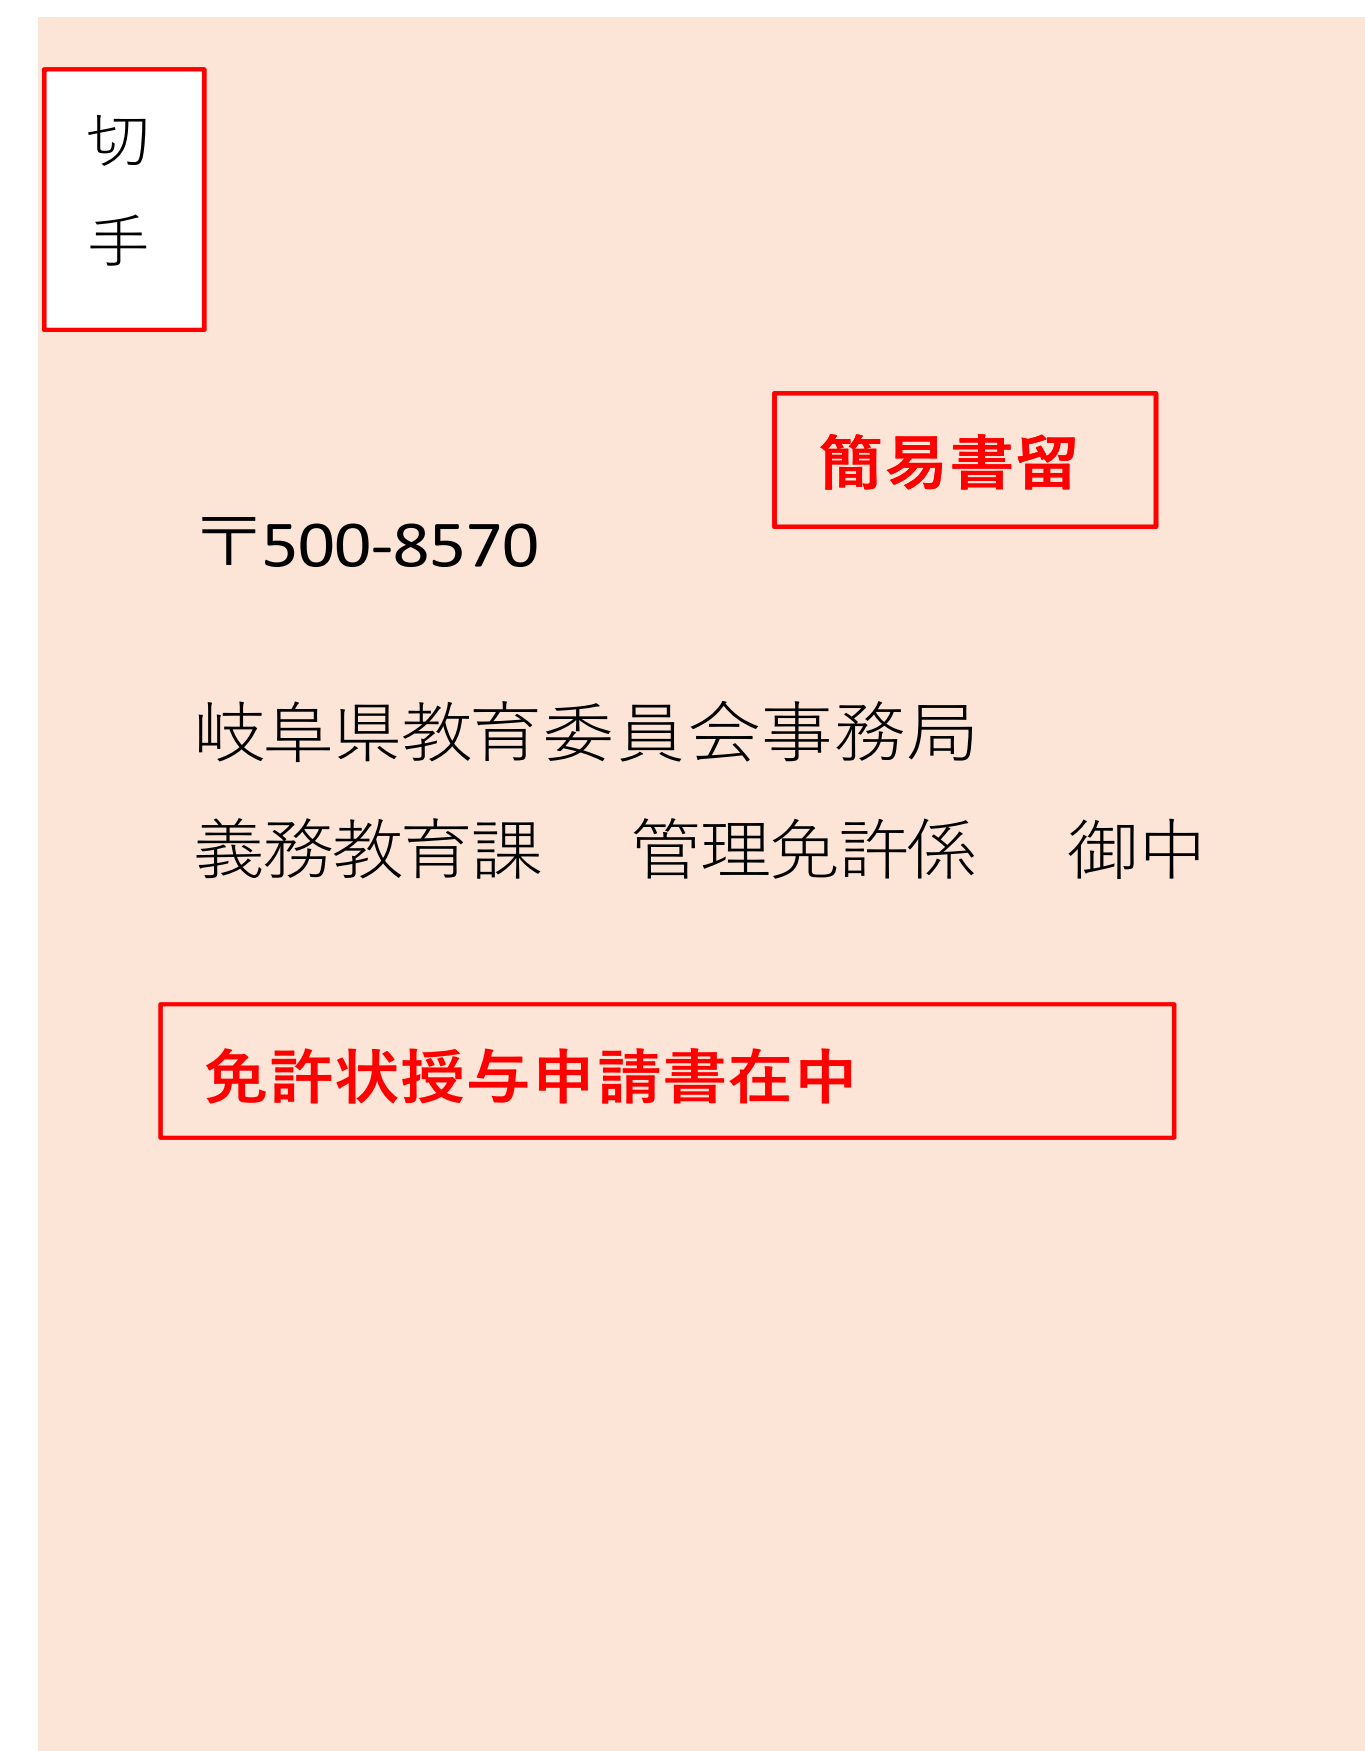 切
手
簡易書留
〒500-8570
岐阜県教育委員会事務局
義務教育課　管理免許係　御中
免許状授与申請書在中